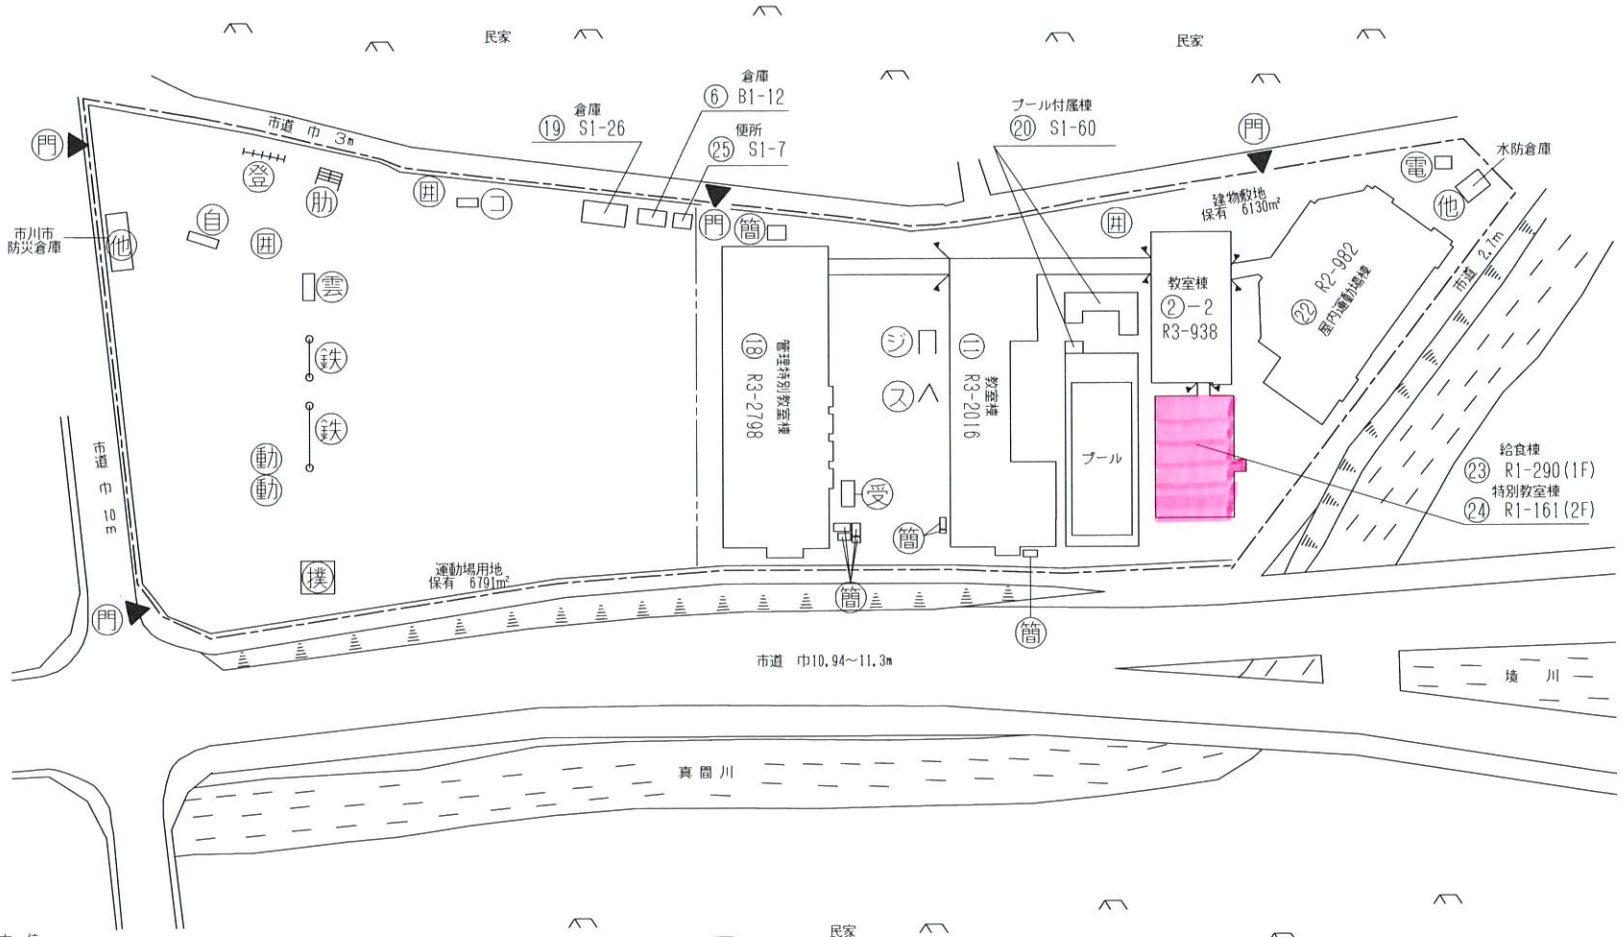 民家
民家
倉庫
⑥ B1-12
倉庫
⑲ S1-26
便所
㉕ S1-7
プール付属棟
⑳ S1-60
門
水防倉庫
電
他
市道 巾 3m
門
登
肋
囲
コ
門
簡
建物敷地
保有 6130㎡
囲
市川市
防災倉庫
他
自
囲
雲
鉄
鉄
動
動
撲
市道 巾 10m
門
運動場用地
保有 6791㎡
⑱ R3-2798
管理特別教室棟
受
簡
ジ
ス
簡
⑪ R3-2016
教室棟
簡
プール
教室棟
②-2
R3-938
㉒ R2-982
屋内運動場棟
市道 2.7m
給食棟
㉓ R1-290(1F)
特別教室棟
㉔ R1-161(2F)
市道 巾10.94～11.3m
境 川
真間川
民家